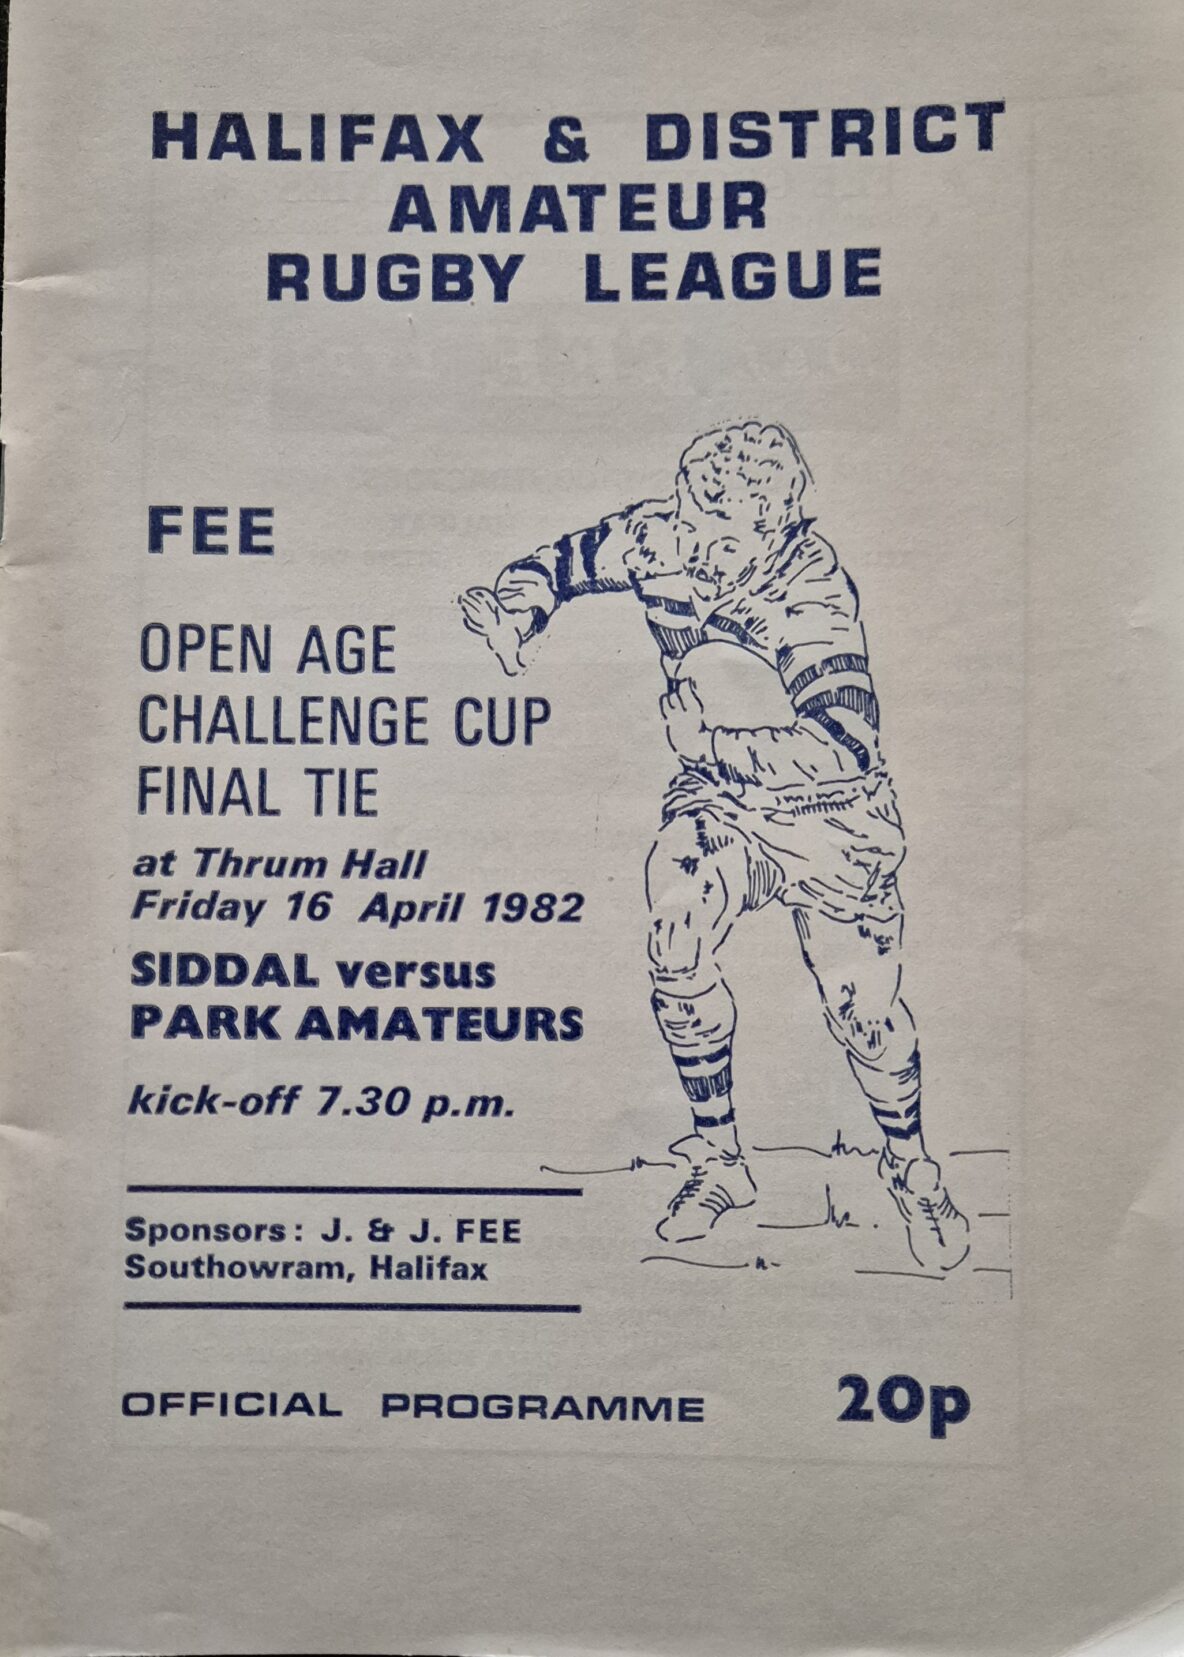 HALIFAX & DISTRICT
AMATEUR
RUGBY LEAGUE
FEE
OPEN AGE
CHALLENGE CUP
FINAL TIE
at Thrum Hall
Friday 16 April 1982
SIDDAL versus
PARK AMATEURS
kick-off 7.30 p.m.
Sponsors: J. & J. FEE
Southowram, Halifax
OFFICIAL PROGRAMME 20p